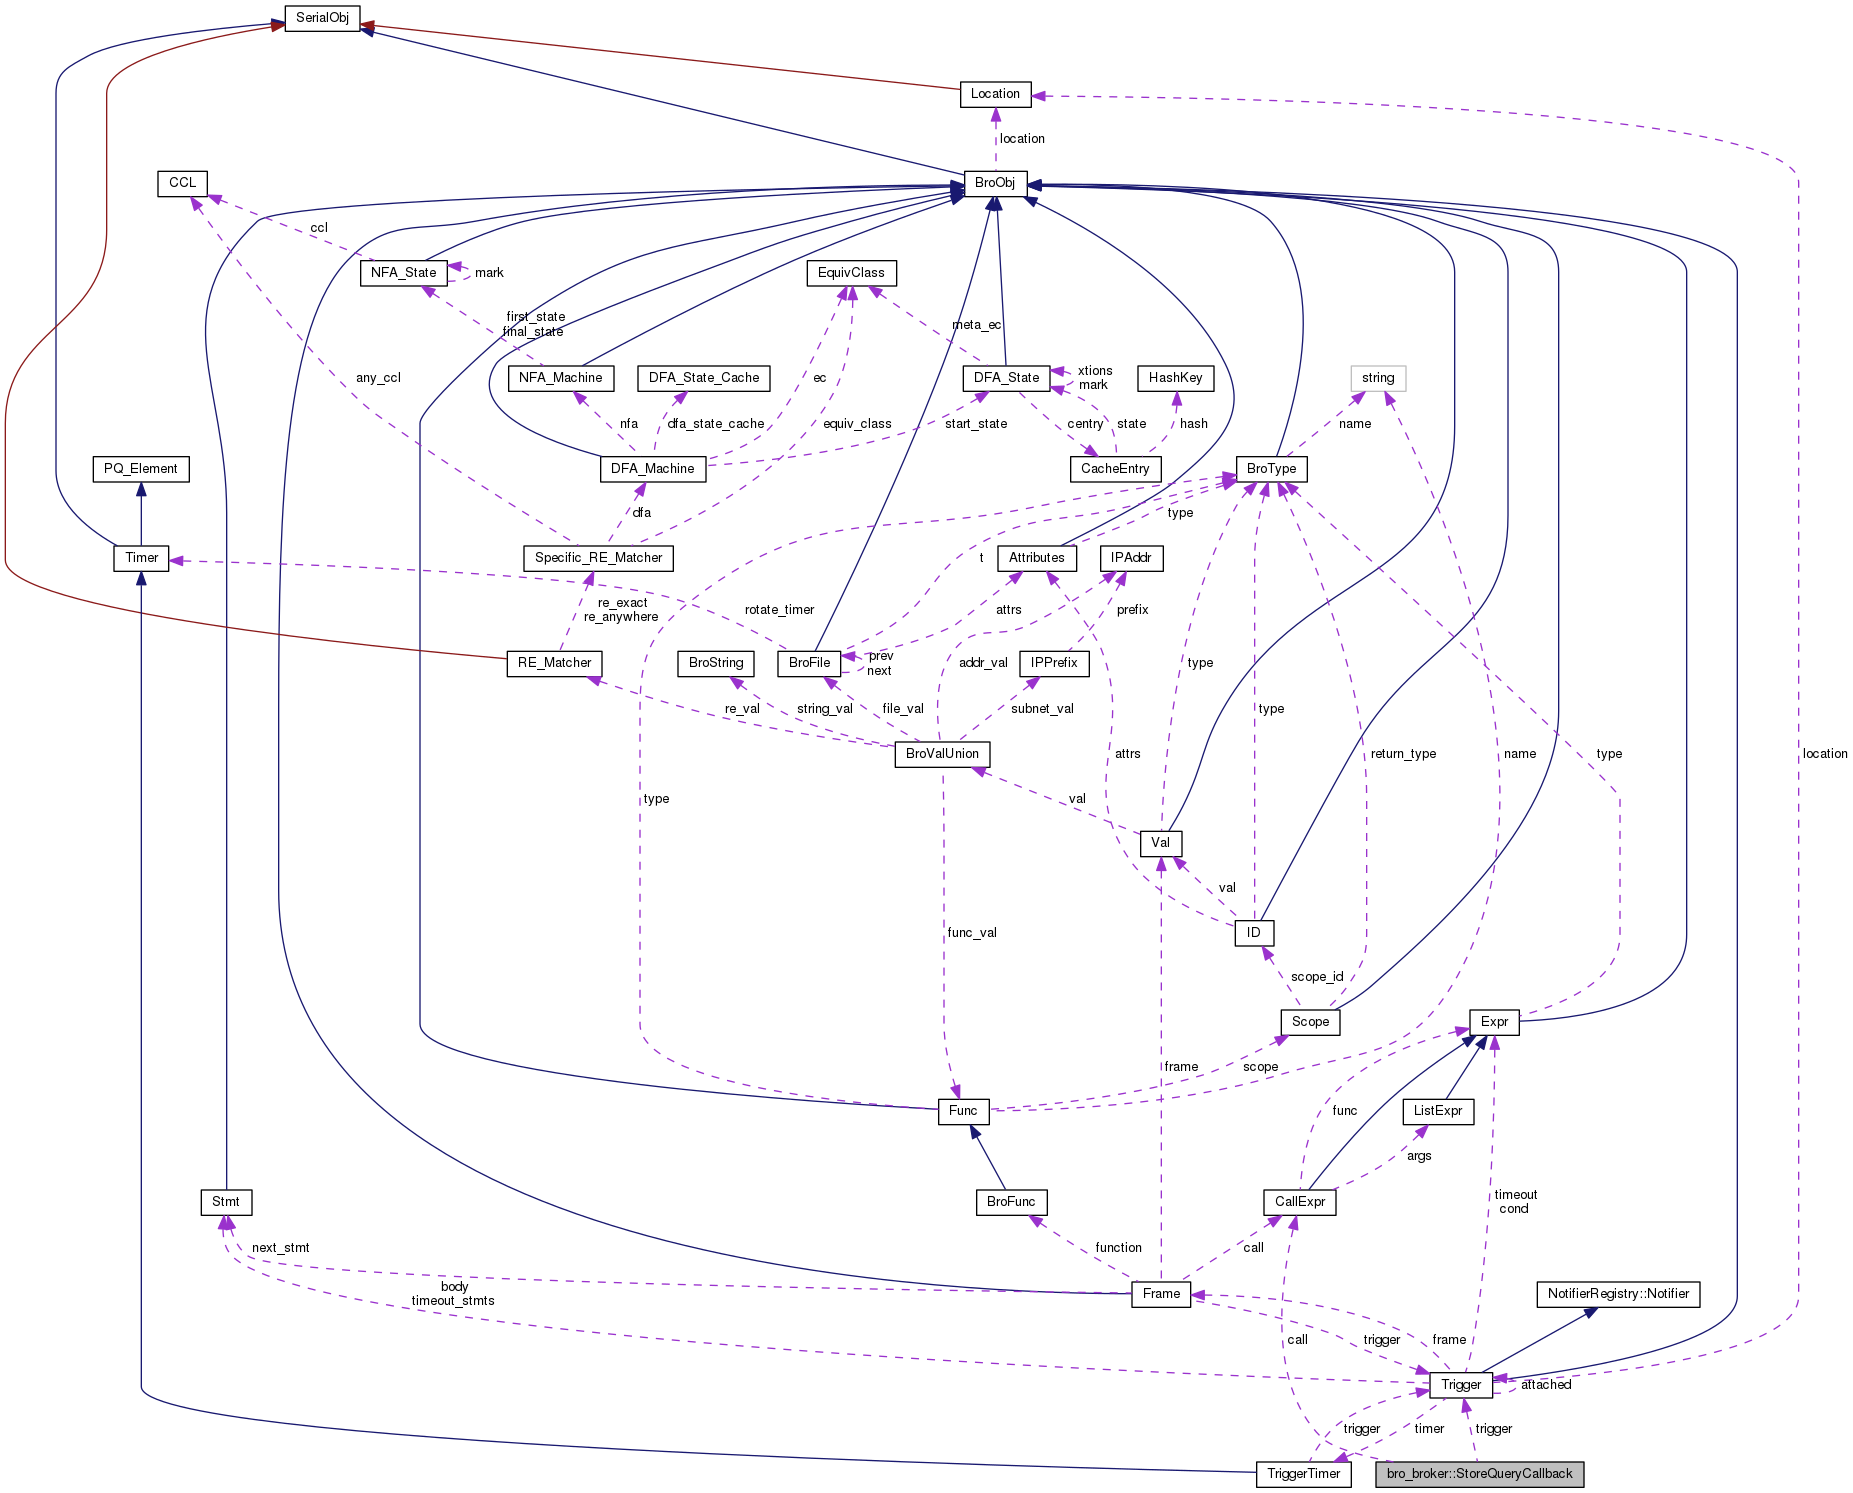 SerialObj
Location
location
CCL
BroObj
ccl
NFA_State
mark
EquivClass
first_state
final_state
meta_ec
any_ccl
NFA_Machine
DFA_State_Cache
ec
DFA_State
xtions
mark
HashKey
string
nfa
dfa_state_cache
equiv_class
start_state
centry
state
hash
name
PQ_Element
DFA_Machine
CacheEntry
BroType
dfa
type
Timer
Specific_RE_Matcher
t
Attributes
IPAddr
re_exact
re_anywhere
rotate_timer
attrs
prefix
RE_Matcher
BroString
BroFile
prev
next
addr_val
IPPrefix
type
re_val
string_val
file_val
subnet_val
type
BroValUnion
attrs
return_type
name
type
location
type
val
Val
val
func_val
ID
scope_id
Scope
Expr
frame
scope
Func
func
ListExpr
args
Stmt
BroFunc
CallExpr
timeout
cond
next_stmt
function
call
body
timeout_stmts
Frame
NotifierRegistry::Notifier
call
trigger
frame
Trigger
attached
trigger
timer
trigger
TriggerTimer
bro_broker::StoreQueryCallback